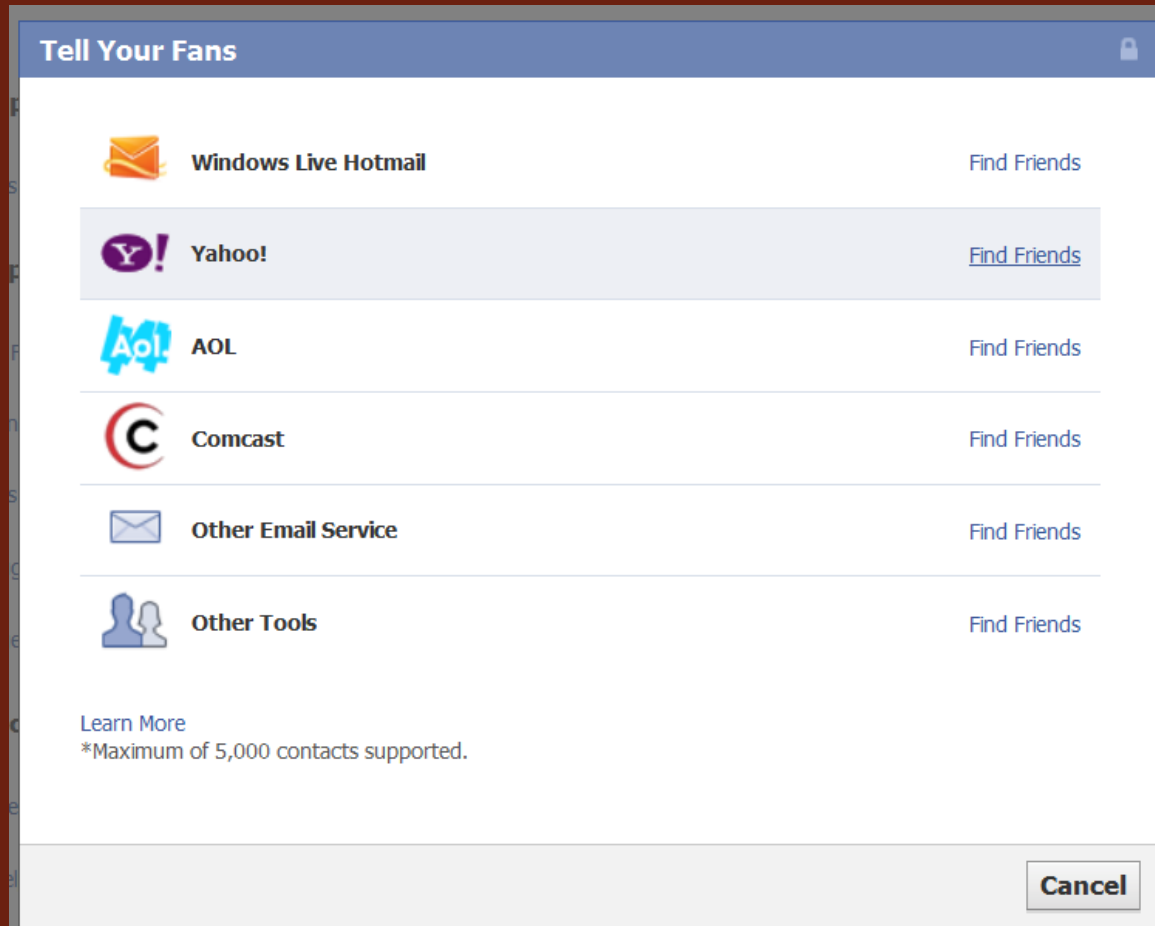 Tell Your Fans
Windows Live Hotmail Find Friends
Y! Yahoo! Find Friends
Aol. AOL Find Friends
C Comcast Find Friends
Other Email Service Find Friends
Other Tools Find Friends
Learn More
*Maximum of 5,000 contacts supported.
Cancel